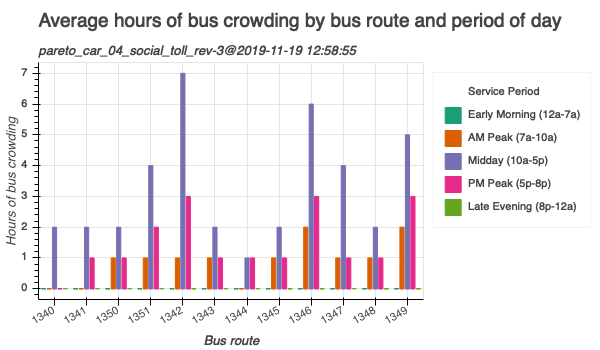 Average hours of bus crowding by bus route and period of day
pareto_car_04_social_toll_rev-3@2019-11-19 12:58:55
7
6
5
4
3
2
1
0
Hours of bus crowding
1340
1341
1350
1351
1342
1343
1344
1345
1346
1347
1348
1349
Bus route
Service Period
Early Morning (12a-7a)
AM Peak (7a-10a)
Midday (10a-5p)
PM Peak (5p-8p)
Late Evening (8p-12a)